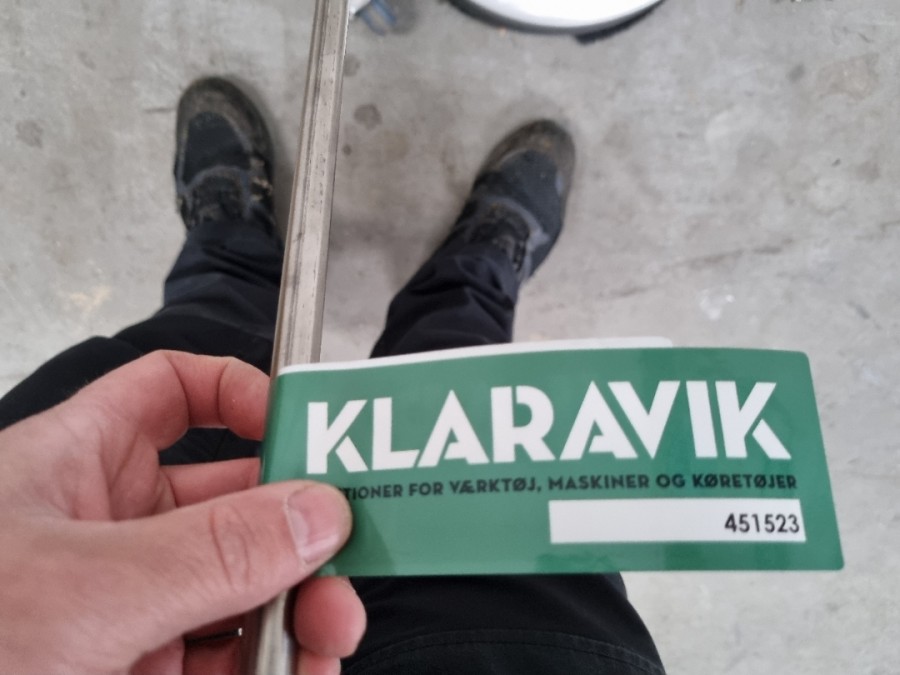 KLARAVIK
FOR VÆRKTØJ, MASKINER OG KØRETØJER
451523